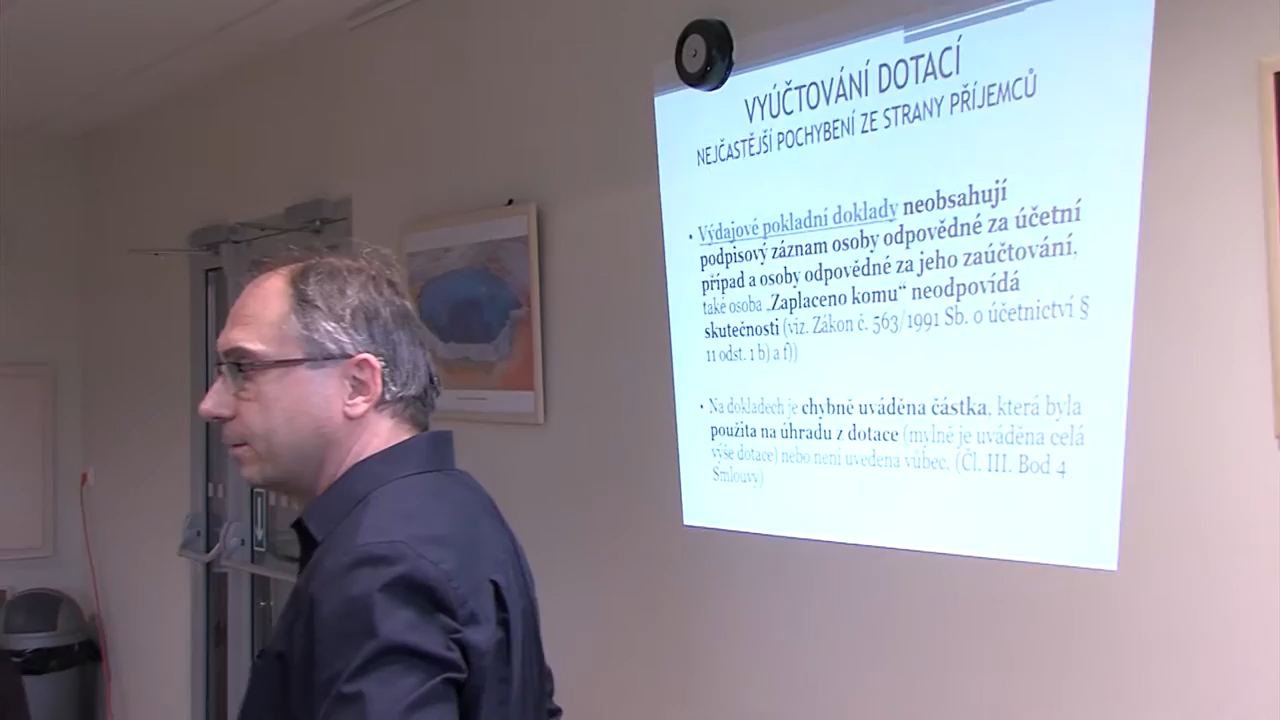 VYÚČTOVÁNÍ DOTACÍ
NEJČASTĚJŠÍ POCHYBENÍ ZE STRANY PŘÍJEMCŮ
• Výdajové pokladní doklady neobsahují
podpisový záznam osoby odpovědné za účetní
případ a osoby odpovědné za jeho zaúčtování,
také osoba „Zaplaceno komu“ neodpovídá
skutečnosti (viz. Zákon č. 563/1991 Sb. o účetnictví §
11 odst. 1 b) a f))
• Na dokladech je chybně uváděna částka, která byla
použita na úhradu z dotace (mylně je uváděna celá
výše dotace) nebo není uvedena vůbec. (Čl. III. Bod 4
Smlouvy)